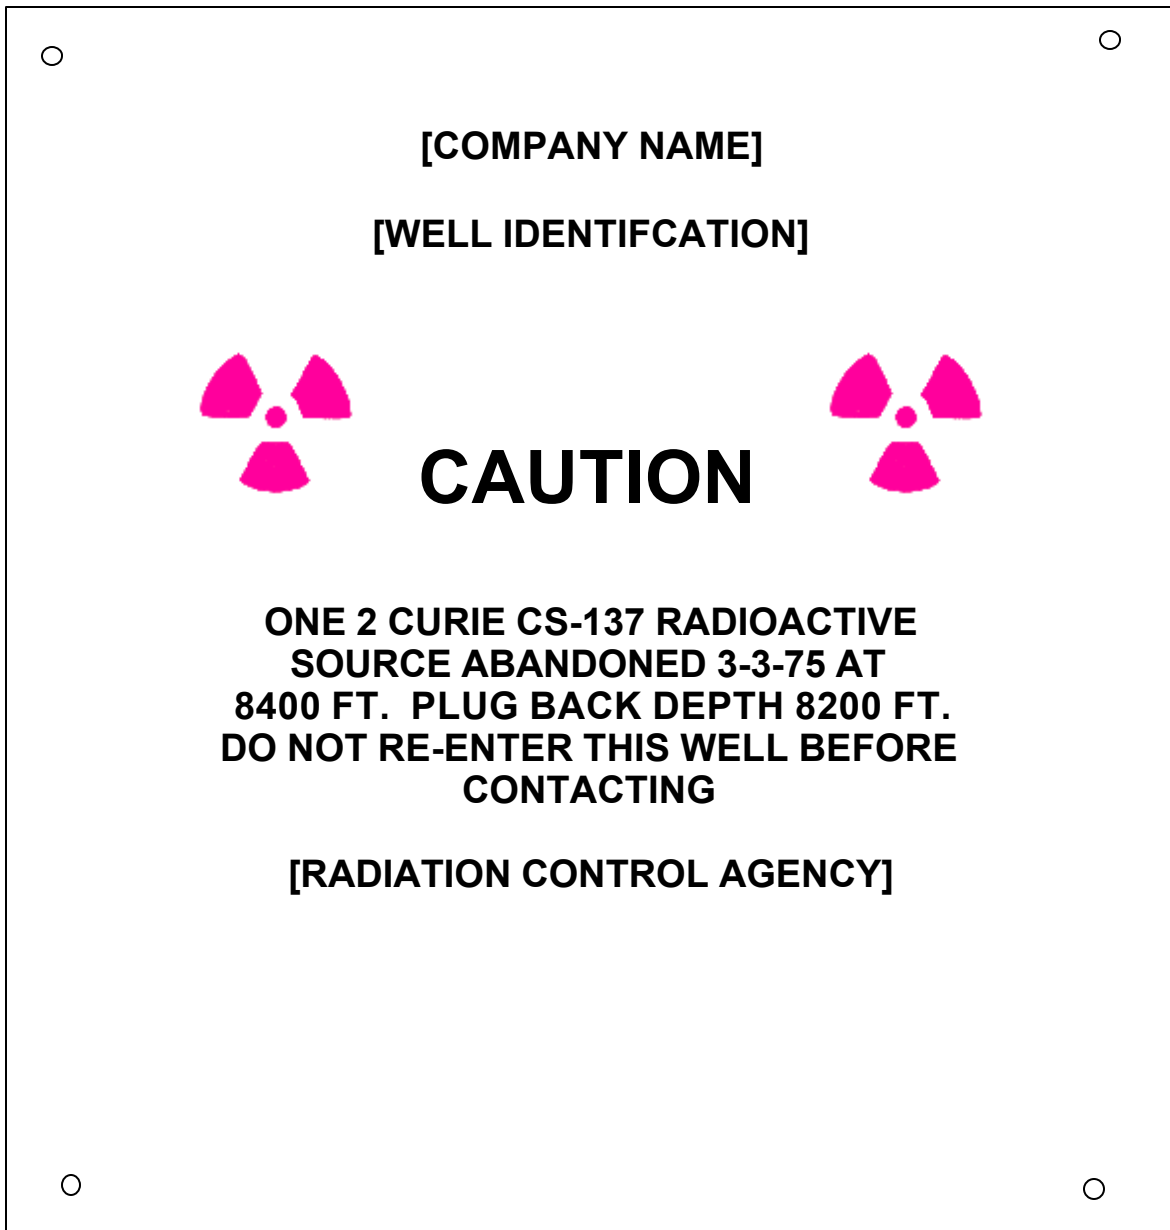 [COMPANY NAME]
[WELL IDENTIFCATION]
CAUTION
ONE 2 CURIE CS-137 RADIOACTIVE
SOURCE ABANDONED 3-3-75 AT
8400 FT.  PLUG BACK DEPTH 8200 FT.
DO NOT RE-ENTER THIS WELL BEFORE
CONTACTING
[RADIATION CONTROL AGENCY]